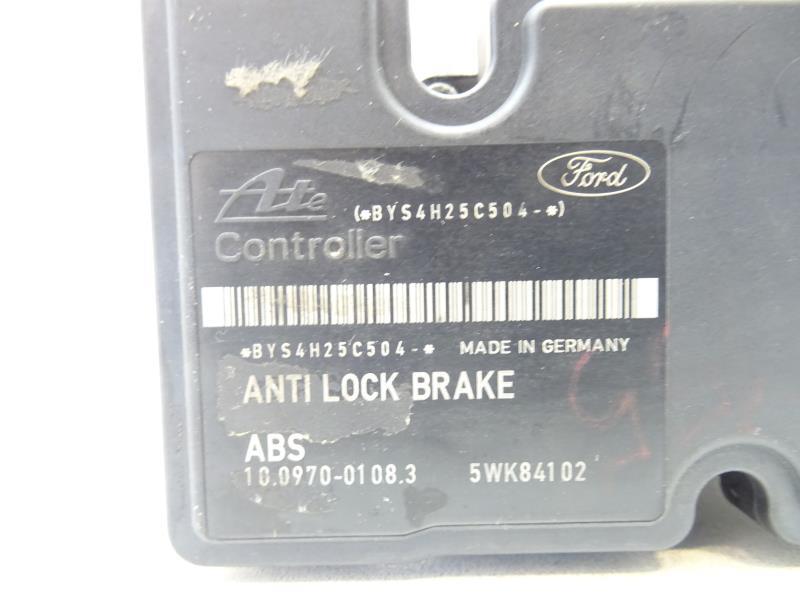 Ford
Ate
(*BYS4H25C504-*)
Controller
*BYS4H25C504-* MADE IN GERMANY
ANTI LOCK BRAKE
ABS
10.0970-0108.3 5WK84102